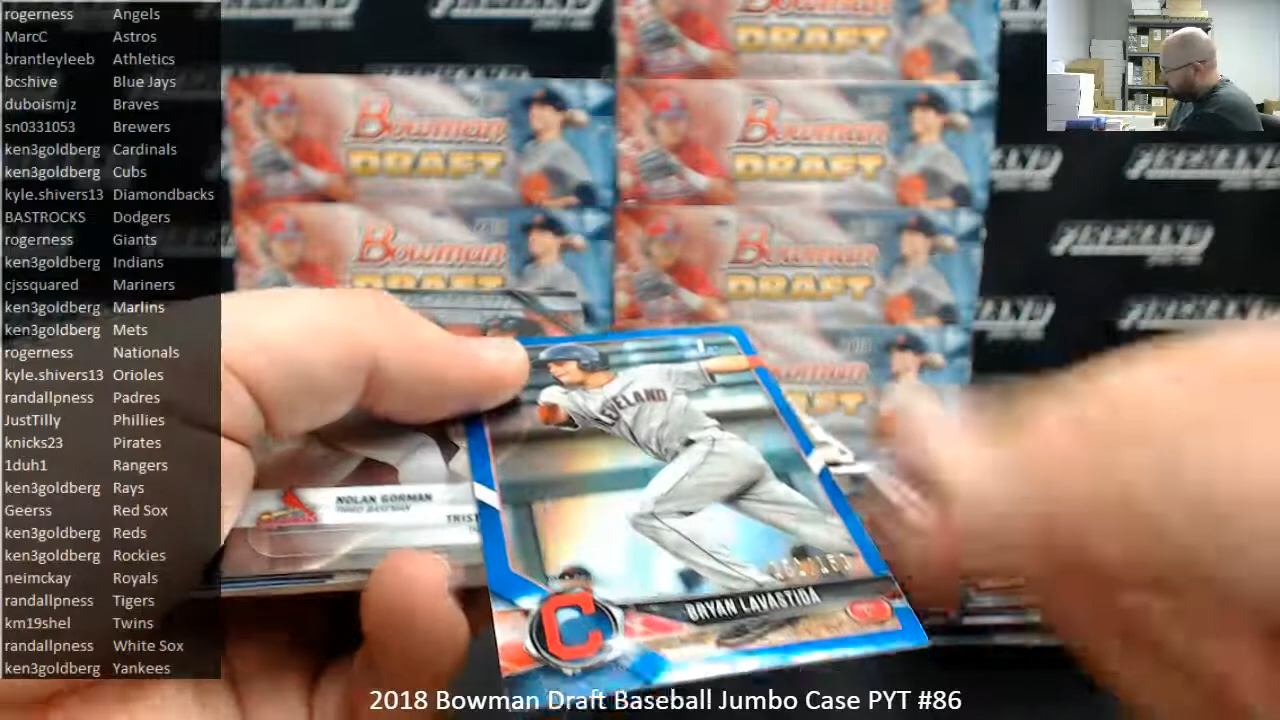 rogerness Angels
MarcC Astros
brantleyleeb Athletics
bcshive Blue Jays
duboismjz Braves
sn0331053 Brewers
ken3goldberg Cardinals
ken3goldberg Cubs
kyle.shivers13 Diamondbacks
BASTROCKS Dodgers
rogerness Giants
ken3goldberg Indians
cjssquared Mariners
ken3goldberg Marlins
ken3goldberg Mets
rogerness Nationals
kyle.shivers13 Orioles
randallpness Padres
JustTilly Phillies
knicks23 Pirates
1duh1 Rangers
ken3goldberg Rays
Geerss Red Sox
ken3goldberg Reds
ken3goldberg Rockies
neimckay Royals
randallpness Tigers
km19shel Twins
randallpness White Sox
ken3goldberg Yankees
DRAFT
Bowman
DRAFT
Bowman
DRAFT
Bowman
DRAFT
Bowman
DRAFT
CLEVELAND
NOLAN GORMAN
THIRD BASEMAN
TRIST
C
BRYAN LAVASTIDA
2018 Bowman Draft Baseball Jumbo Case PYT #86